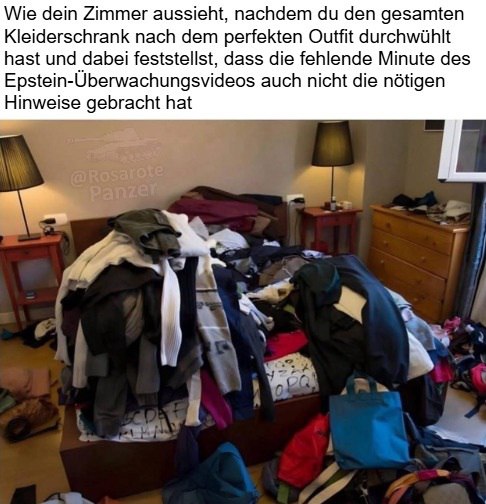 Wie dein Zimmer aussieht, nachdem du den gesamten
Kleiderschrank nach dem perfekten Outfit durchwühlt
hast und dabei feststellst, dass die fehlende Minute des
Epstein-Überwachungsvideos auch nicht die nötigen
Hinweise gebracht hat
@Rosarote
Panzer